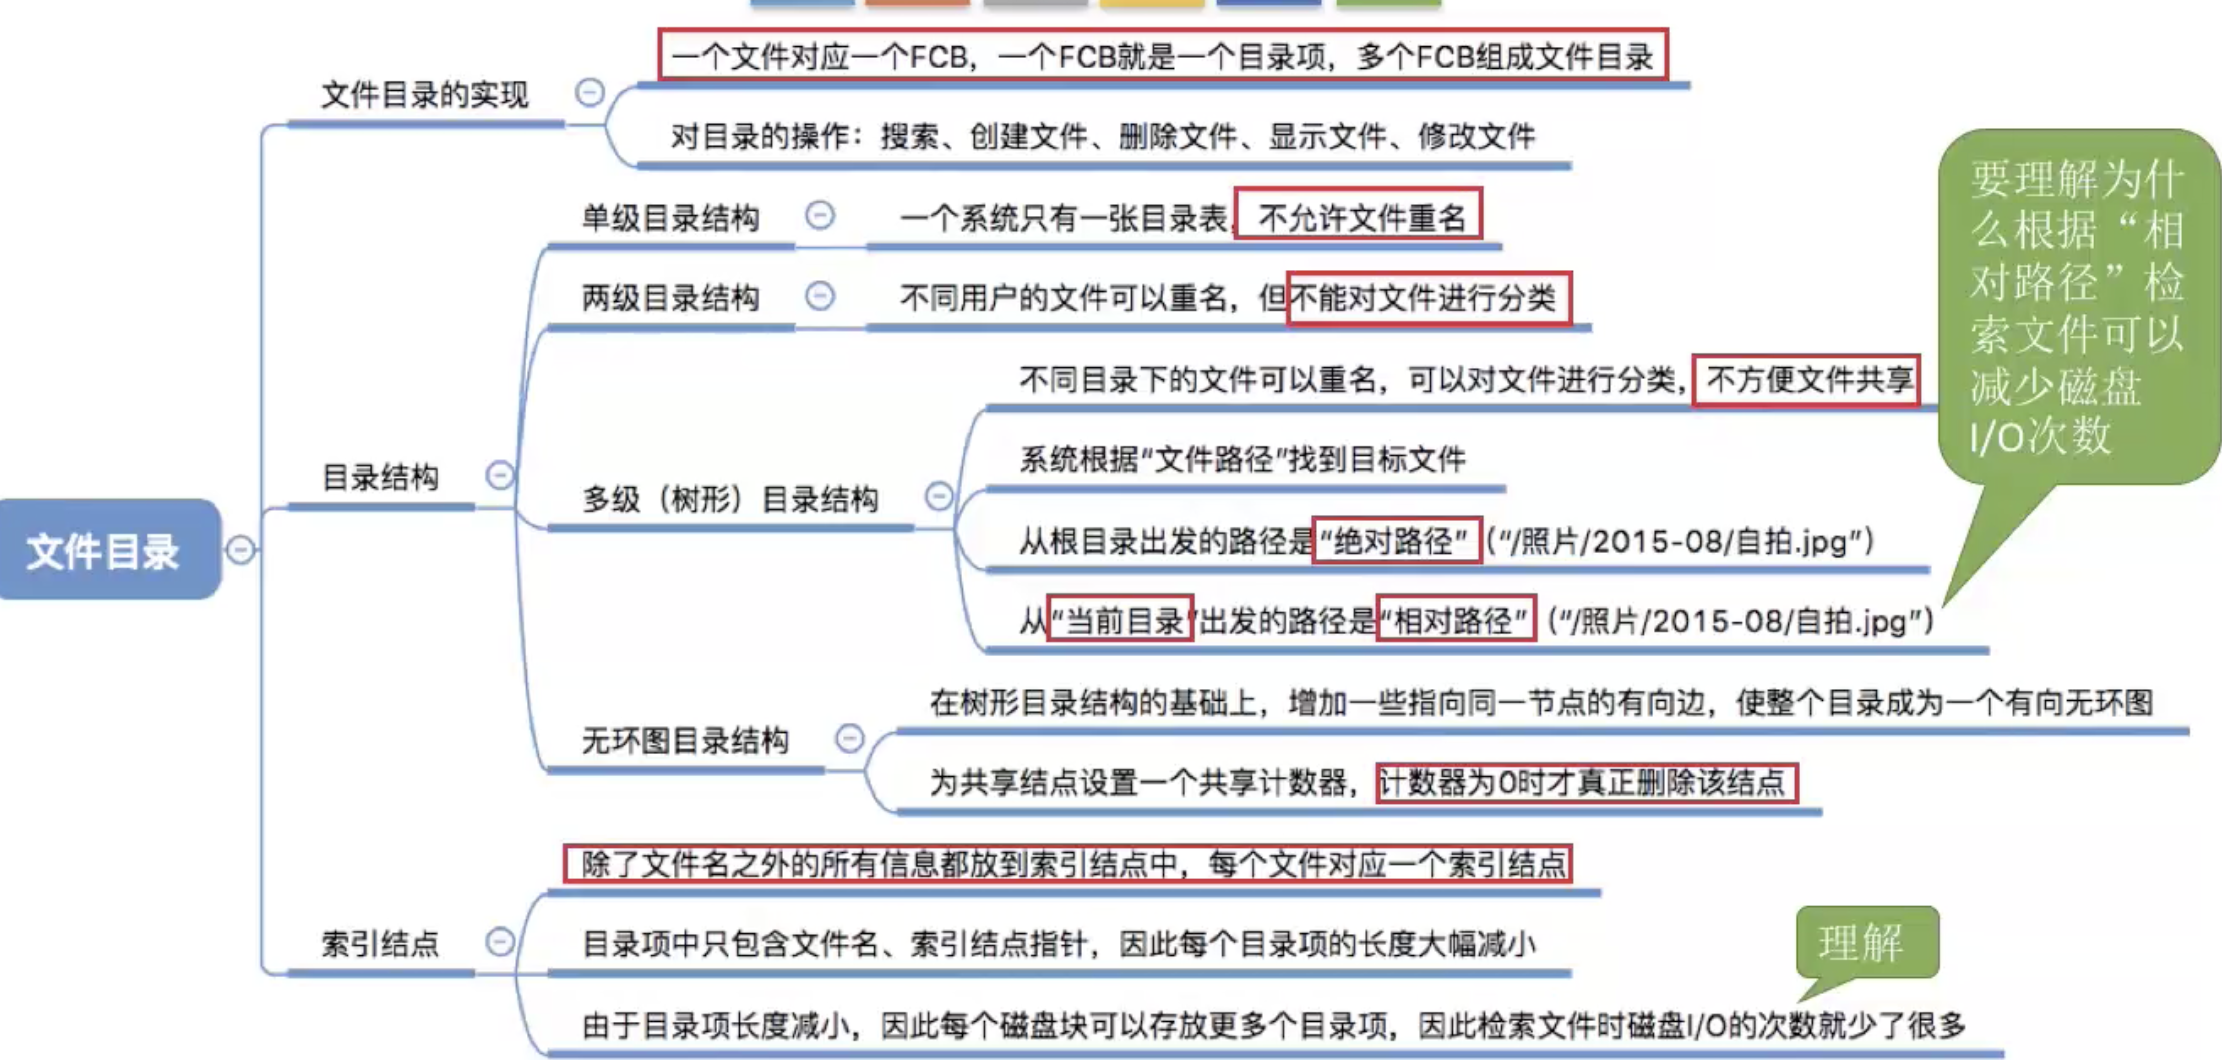 一个文件对应一个FCB，一个FCB就是一个目录项，多个FCB组成文件目录
文件目录的实现
对目录的操作：搜索、创建文件、删除文件、显示文件、修改文件
单级目录结构
一个系统只有一张目录表，不允许文件重名
两级目录结构
不同用户的文件可以重名，但不能对文件进行分类
不同目录下的文件可以重名，可以对文件进行分类，不方便文件共享
系统根据“文件路径”找到目标文件
目录结构
多级（树形）目录结构
从根目录出发的路径是“绝对路径”（“/照片/2015-08/自拍.jpg”）
从“当前目录”出发的路径是“相对路径”（“/照片/2015-08/自拍.jpg”）
要理解为什
么根据“相
对路径”检
索文件可以
减少磁盘
I/O次数
文件目录
在树形目录结构的基础上，增加一些指向同一节点的有向边，使整个目录成为一个有向无环图
无环图目录结构
为共享结点设置一个共享计数器，计数器为0时才真正删除该结点
除了文件名之外的所有信息都放到索引结点中，每个文件对应一个索引结点
索引结点
目录项中只包含文件名、索引结点指针，因此每个目录项的长度大幅减小
理解
由于目录项长度减小，因此每个磁盘块可以存放更多个目录项，因此检索文件时磁盘I/O的次数就少了很多